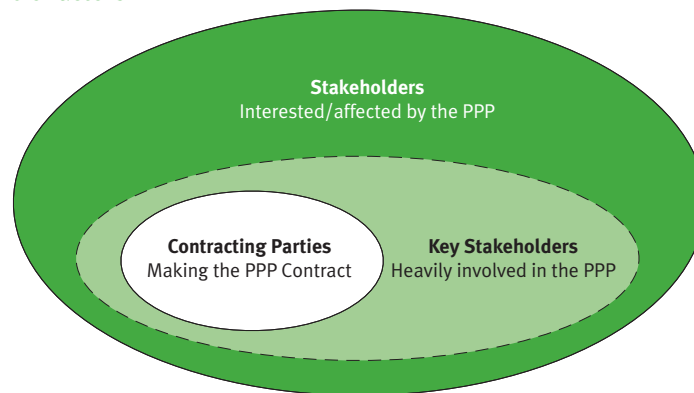 Stakeholders
Interested/affected by the PPP
Contracting Parties
Making the PPP Contract
Key Stakeholders
Heavily involved in the PPP